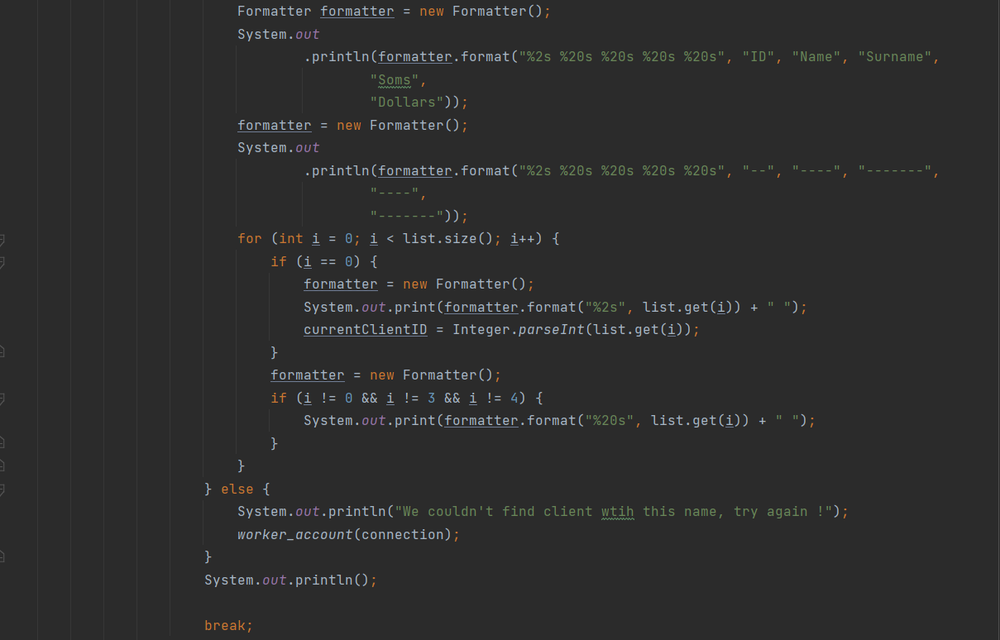 Formatter formatter = new Formatter();
System.out
.println(formatter.format("%2s %20s %20s %20s %20s", "ID", "Name", "Surname",
"Soms",
"Dollars"));
formatter = new Formatter();
System.out
.println(formatter.format("%2s %20s %20s %20s %20s", "--", "----", "-------",
"----",
"-------"));
for (int i = 0; i < list.size(); i++) {
if (i == 0) {
formatter = new Formatter();
System.out.print(formatter.format("%2s", list.get(i)) + " ");
currentClientID = Integer.parseInt(list.get(i));
}
formatter = new Formatter();
if (i != 0 && i != 3 && i != 4) {
System.out.print(formatter.format("%20s", list.get(i)) + " ");
}
}
} else {
System.out.println("We couldn't find client wtih this name, try again !");
worker_account(connection);
}
System.out.println();
break;